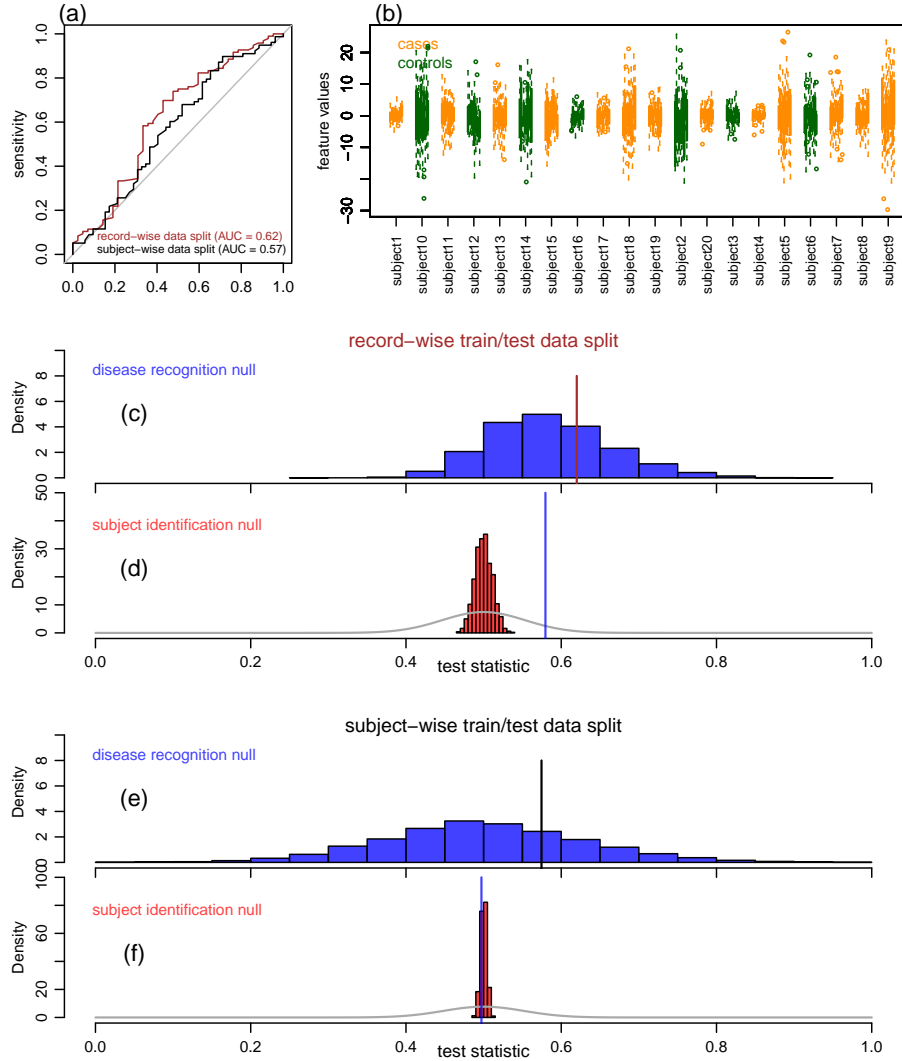 (a)
sensitivity
0.0 0.2 0.4 0.6 0.8 1.0
record−wise data split (AUC = 0.62)
subject−wise data split (AUC = 0.57)
0.0 0.2 0.4 0.6 0.8 1.0
(b)
feature values
−30 −10 0 10 20
cases
controls
subject1
subject10
subject11
subject12
subject13
subject14
subject15
subject16
subject17
subject18
subject19
subject2
subject20
subject3
subject4
subject5
subject6
subject7
subject8
subject9
record−wise train/test data split
Density
0 2 4 6 8
disease recognition null
(c)
Density
0 10 30 50
subject identification null
(d)
0.0 0.2 0.4 0.6 0.8 1.0
test statistic
subject−wise train/test data split
Density
0 2 4 6 8
disease recognition null
(e)
Density
0 20 60 100
subject identification null
(f)
0.0 0.2 0.4 0.6 0.8 1.0
test statistic